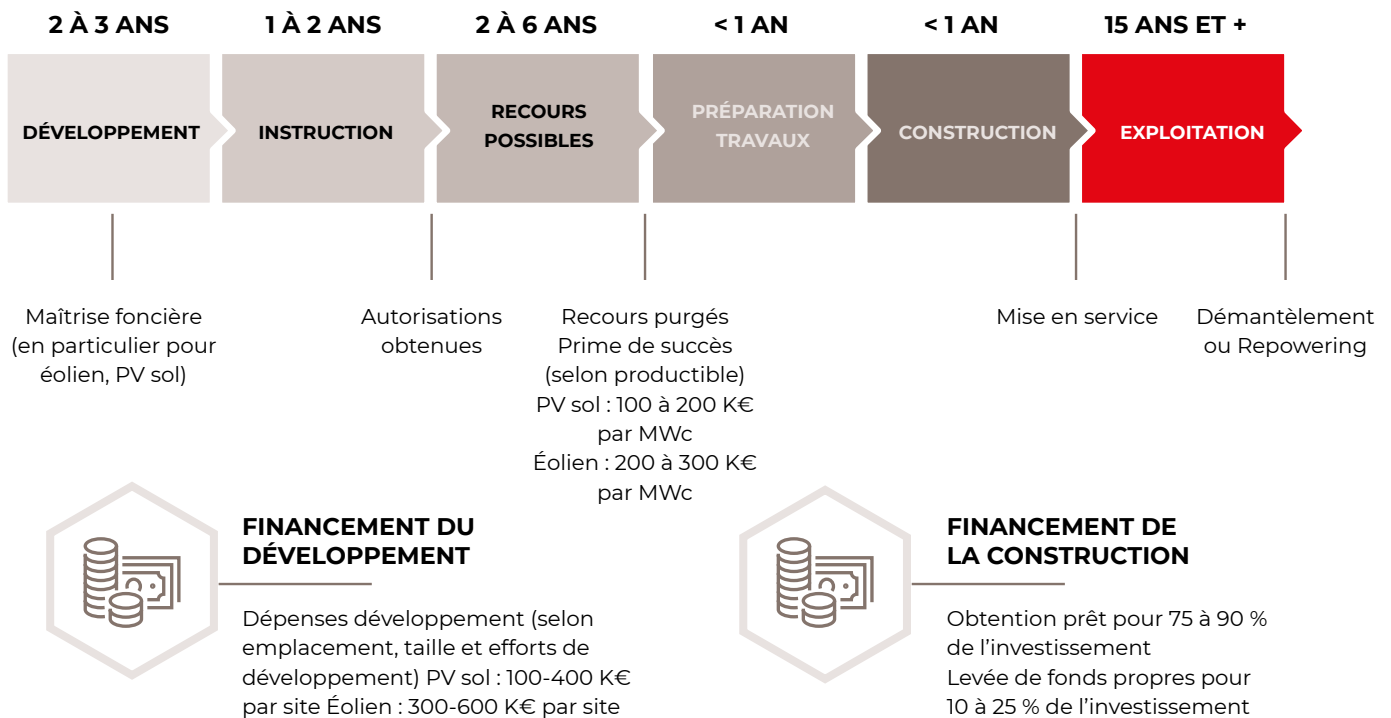 2 À 3 ANS
1 À 2 ANS
2 À 6 ANS
< 1 AN
< 1 AN
15 ANS ET +
DÉVELOPPEMENT
INSTRUCTION
RECOURS
POSSIBLES
PRÉPARATION
TRAVAUX
CONSTRUCTION
EXPLOITATION
Maîtrise foncière
(en particulier pour
éolien, PV sol)
Autorisations
obtenues
Recours purgés
Prime de succès
(selon productible)
PV sol : 100 à 200 K€
par MWc
Éolien : 200 à 300 K€
par MWc
Mise en service
Démantèlement
ou Repowering
FINANCEMENT DU
DÉVELOPPEMENT
Dépenses développement (selon
emplacement, taille et efforts de
développement) PV sol : 100-400 K€
par site Éolien : 300-600 K€ par site
FINANCEMENT DE
LA CONSTRUCTION
Obtention prêt pour 75 à 90 %
de l’investissement
Levée de fonds propres pour
10 à 25 % de l’investissement